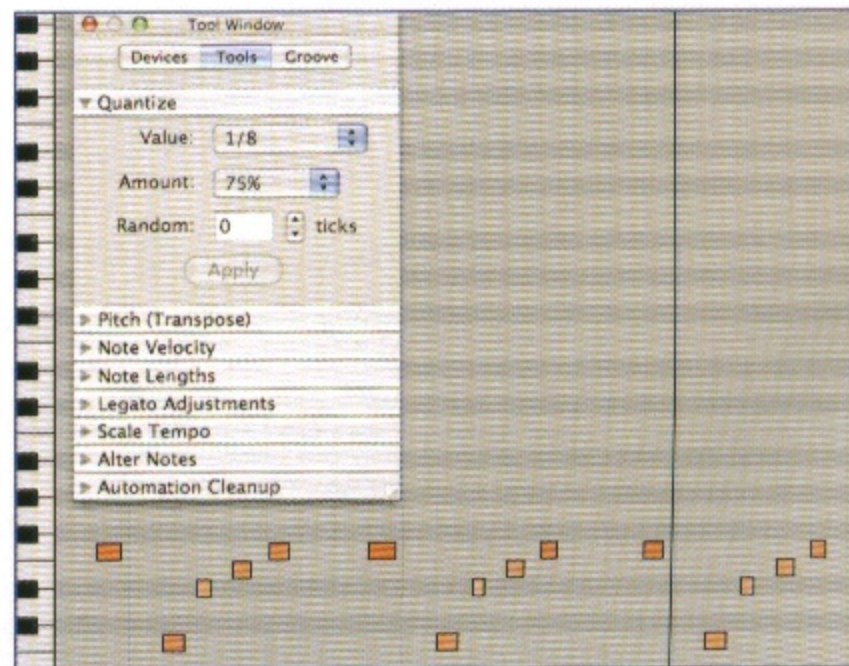 Tool Window
Devices Tools Groove
Quantize
Value: 1/8
Amount: 75%
Random: 0 ticks
Apply
Pitch (Transpose)
Note Velocity
Note Lengths
Legato Adjustments
Scale Tempo
Alter Notes
Automation Cleanup